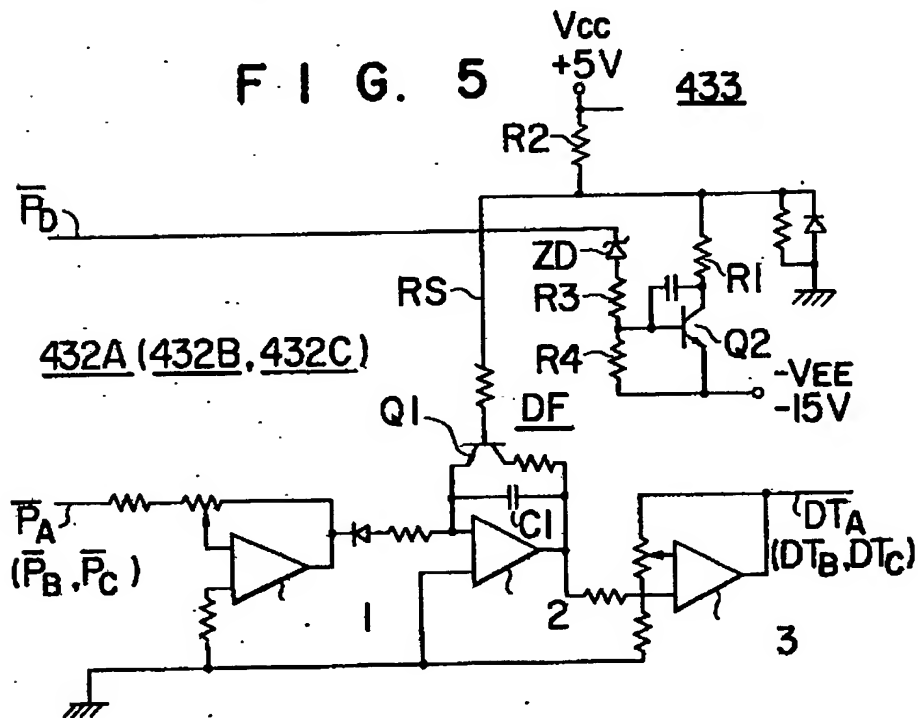 FIG. 5
Vcc
+5V
433
R2
P̅D
ZD
R1
RS
R3
432A (432B, 432C)
R4
Q2
-VEE
-15V
Q1
DF
P̅A
(P̅B, P̅C)
C1
DTA
(DTB, DTC)
1
2
3